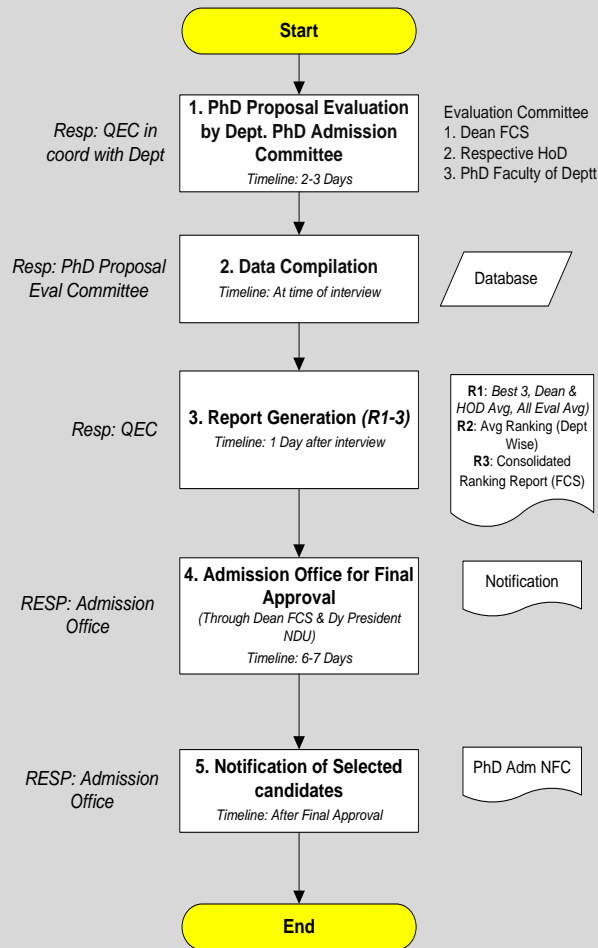 Start
Resp: QEC in
coord with Dept
1. PhD Proposal Evaluation
by Dept. PhD Admission
Committee
Timeline: 2-3 Days
Evaluation Committee
1. Dean FCS
2. Respective HoD
3. PhD Faculty of Deptt
Resp: PhD Proposal
Eval Committee
2. Data Compilation
Timeline: At time of interview
Database
Resp: QEC
3. Report Generation (R1-3)
Timeline: 1 Day after interview
R1: Best 3, Dean &
HOD Avg, All Eval Avg)
R2: Avg Ranking (Dept
Wise)
R3: Consolidated
Ranking Report (FCS)
RESP: Admission
Office
4. Admission Office for Final
Approval
(Through Dean FCS & Dy President
NDU)
Timeline: 6-7 Days
Notification
RESP: Admission
Office
5. Notification of Selected
candidates
Timeline: After Final Approval
PhD Adm NFC
End